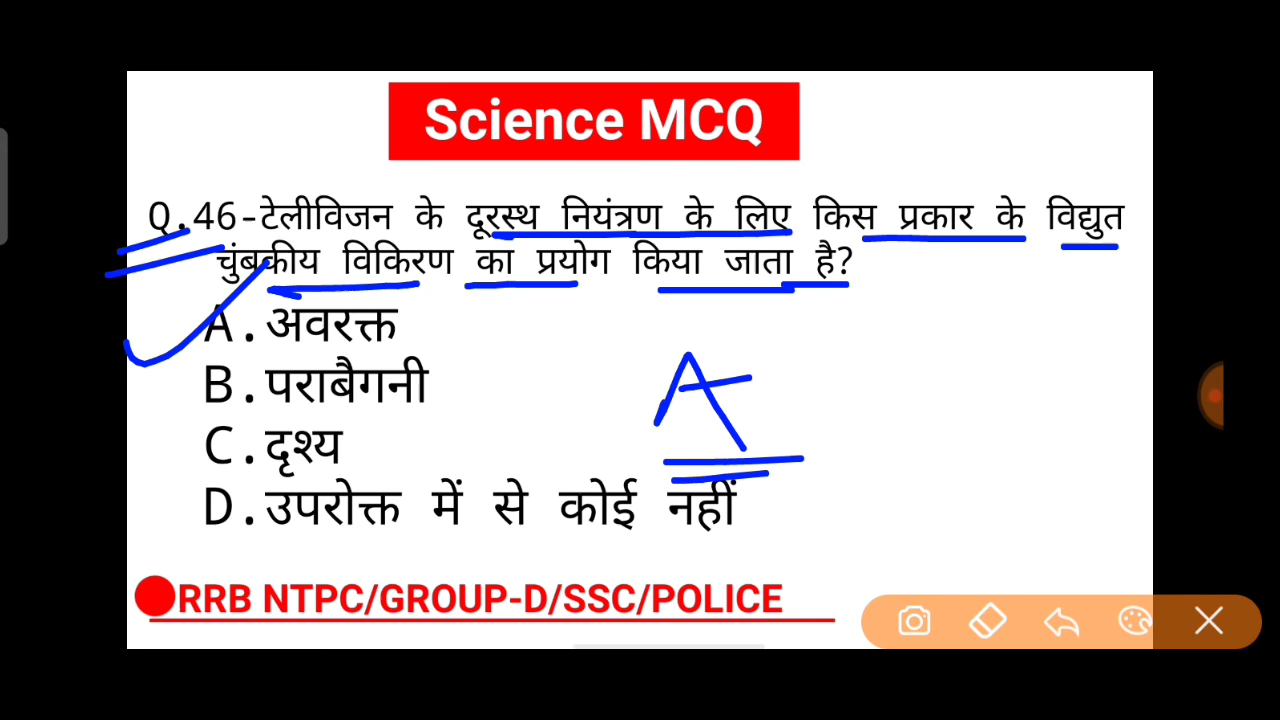 Science MCQ
Q.46-टेलीविजन के दूरस्थ नियंत्रण के लिए किस प्रकार के विद्युत
चुंबकीय विकिरण का प्रयोग किया जाता है?
A.अवरक्त
B.पराबैगनी
A
C.दृश्य
D.उपरोक्त में से कोई नहीं
RRB NTPC/GROUP-D/SSC/POLICE